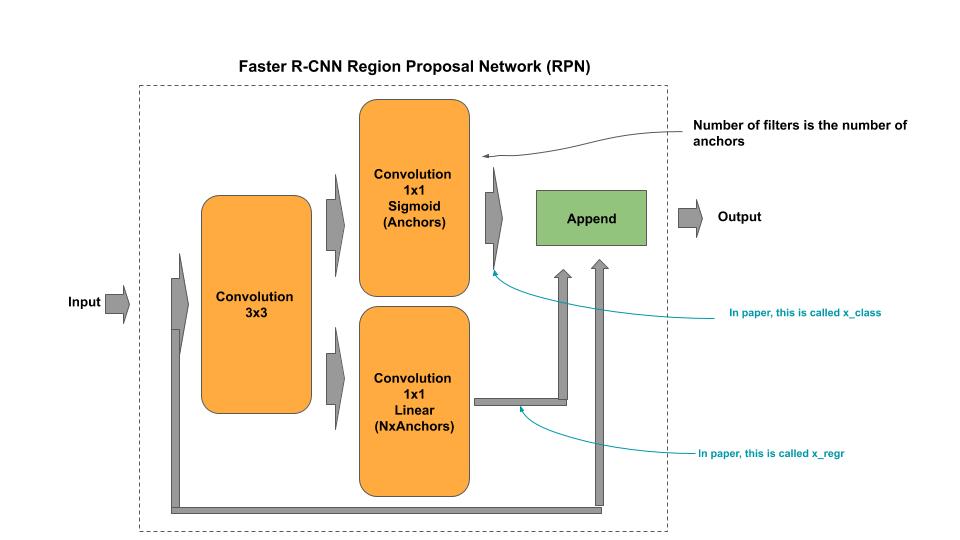 Faster R-CNN Region Proposal Network (RPN)
Number of filters is the number of
anchors
Convolution
1x1
Sigmoid
(Anchors)
Append
Output
Input
Convolution
3x3
In paper, this is called x_class
Convolution
1x1
Linear
(NxAnchors)
In paper, this is called x_regr